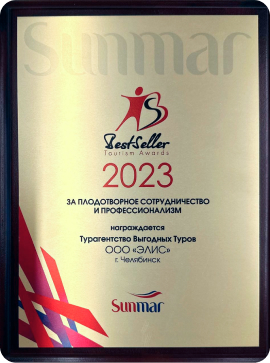 Sunmar
BestSeller
Tourism Awards
2023
ЗА ПЛОДОТВОРНОЕ СОТРУДНИЧЕСТВО
И ПРОФЕССИОНАЛИЗМ
награждается
Турагентство Выгодных Туров
ООО «ЭЛИС»
г. Челябинск
Sunmar